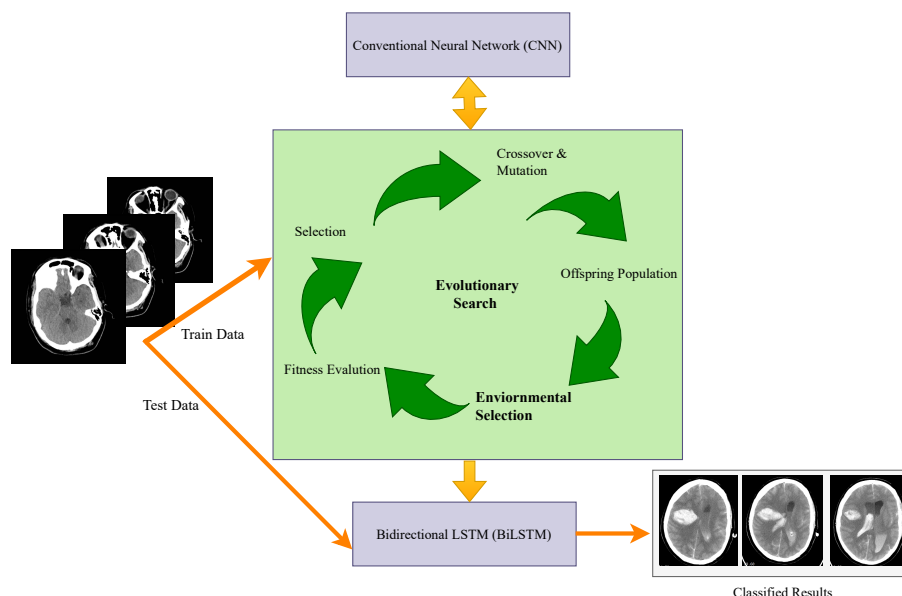 Conventional Neural Network (CNN)
Crossover &
Mutation
Selection
Offspring Population
Evolutionary
Search
Train Data
Fitness Evalution
Enviornmental
Selection
Test Data
Bidirectional LSTM (BiLSTM)
Classified Results